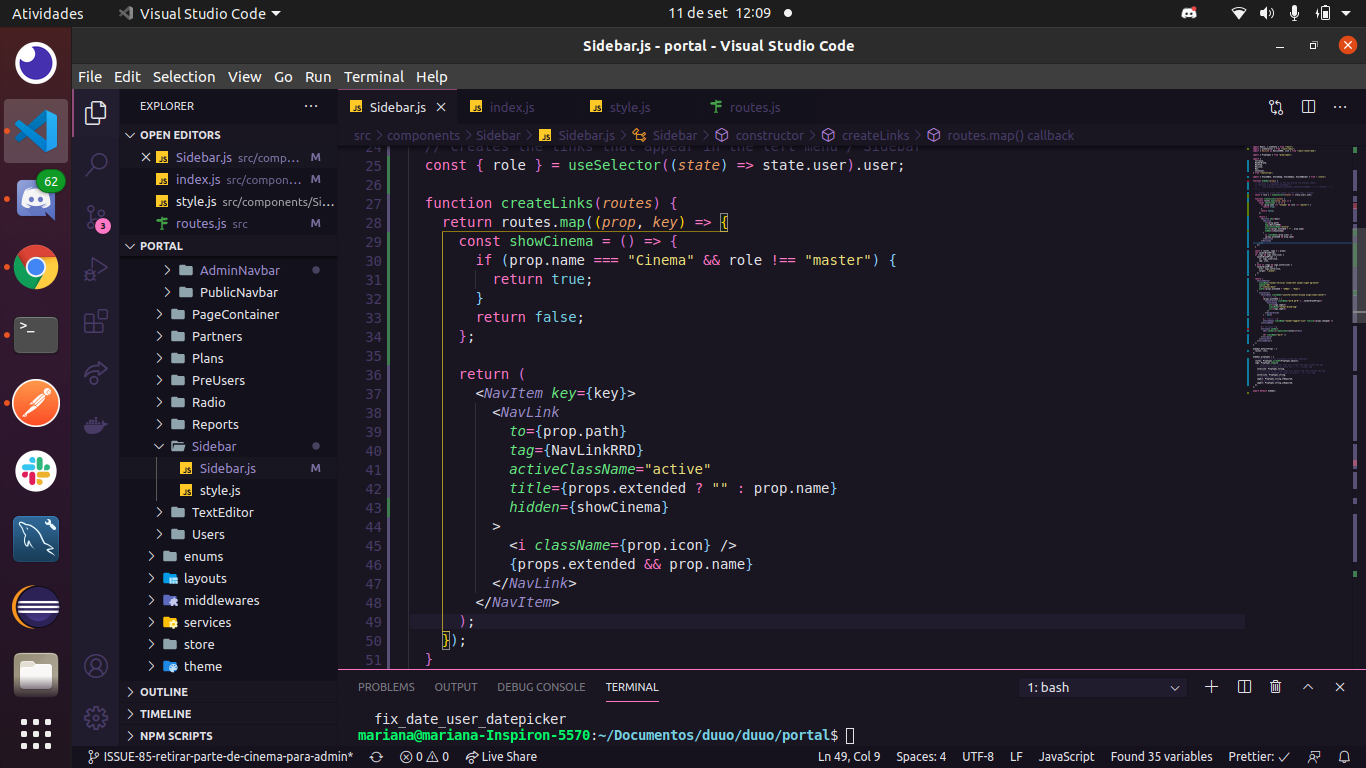 Atividades
Visual Studio Code
11 de set 12:09
Sidebar.js - portal - Visual Studio Code
File Edit Selection View Go Run Terminal Help
EXPLORER
OPEN EDITORS
Sidebar.js src/comp... M
index.js src/compon... M
style.js src/components/Si...
routes.js src
PORTAL
AdminNavbar
PublicNavbar
PageContainer
Partners
Plans
PreUsers
Radio
Reports
Sidebar
Sidebar.js M
style.js
TextEditor
Users
enums
layouts
middlewares
services
store
theme
OUTLINE
TIMELINE
NPM SCRIPTS
62
3
Sidebar.js index.js style.js routes.js
src > components > Sidebar > Sidebar.js > Sidebar > constructor > createLinks > routes.map() callback
24 // Creates the links that appear in the left menu / Sidebar
25 const { role } = useSelector((state) => state.user).user;
26
27 function createLinks(routes) {
28 return routes.map((prop, key) => {
29 const showCinema = () => {
30 if (prop.name === "Cinema" && role !== "master") {
31 return true;
32 }
33 return false;
34 };
35
36 return (
37 <NavItem key={key}>
38 <NavLink
39 to={prop.path}
40 tag={NavLinkRRD}
41 activeClassName="active"
42 title={props.extended ? "" : prop.name}
43 hidden={showCinema}
44 >
45 <i className={prop.icon} />
46 {props.extended && prop.name}
47 </NavLink>
48 </NavItem>
49 );
50 });
51 }
PROBLEMS OUTPUT DEBUG CONSOLE TERMINAL
1: bash
fix_date_user_datepicker
mariana@mariana-Inspiron-5570:~/Documentos/duuo/duuo/portal$
ISSUE-85-retirar-parte-de-cinema-para-admin* 0 0 Live Share Ln 49, Col 9 Spaces: 4 UTF-8 LF JavaScript Found 35 variables Prettier: ✓